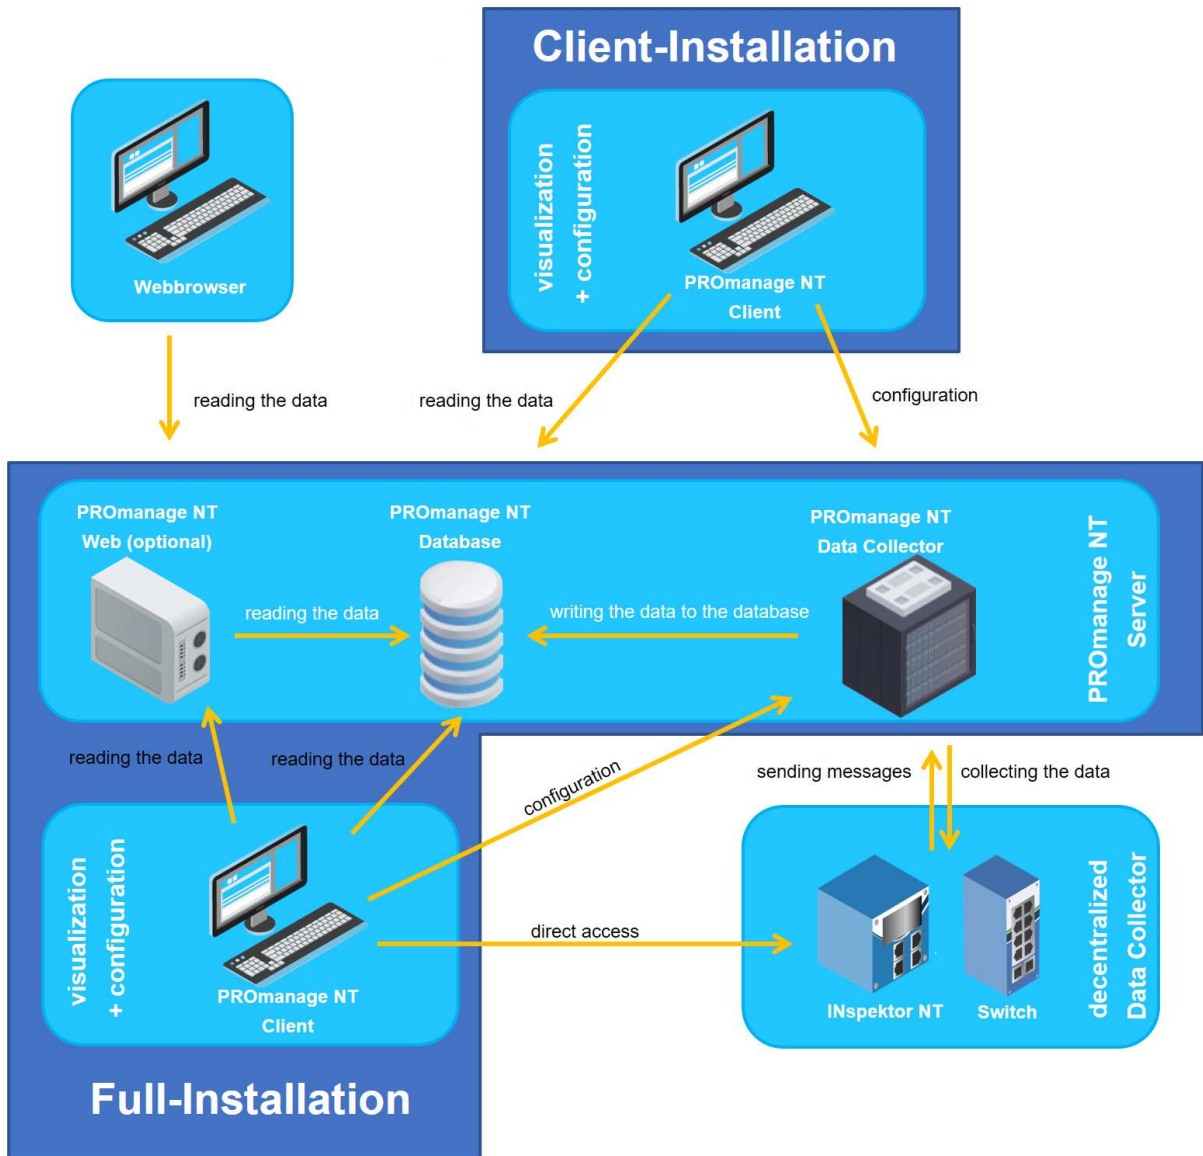 Client-Installation
visualization
+ configuration
PROmanage NT
Client
Webbrowser
reading the data
reading the data
configuration
PROmanage NT
Web (optional)
PROmanage NT
Database
PROmanage NT
Data Collector
PROmanage NT
Server
reading the data
writing the data to the database
reading the data
reading the data
configuration
sending messages
collecting the data
visualization
+ configuration
PROmanage NT
Client
direct access
INspektor NT
Switch
decentralized
Data Collector
Full-Installation